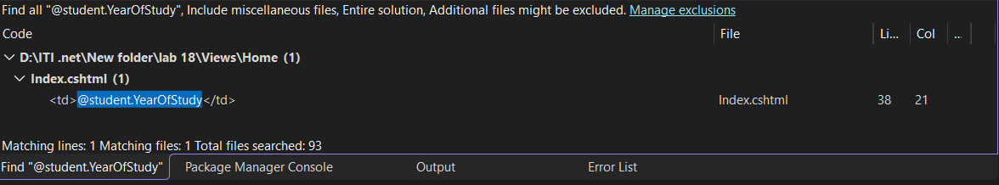 Find all "@student.YearOfStudy", Include miscellaneous files, Entire solution, Additional files might be excluded. Manage exclusions
Code File Li... Col ...
D:\ITI .net\New folder\lab 18\Views\Home (1)
Index.cshtml (1)
<td>@student.YearOfStudy</td> Index.cshtml 38 21
Matching lines: 1 Matching files: 1 Total files searched: 93
Find "@student.YearOfStudy" Package Manager Console Output Error List